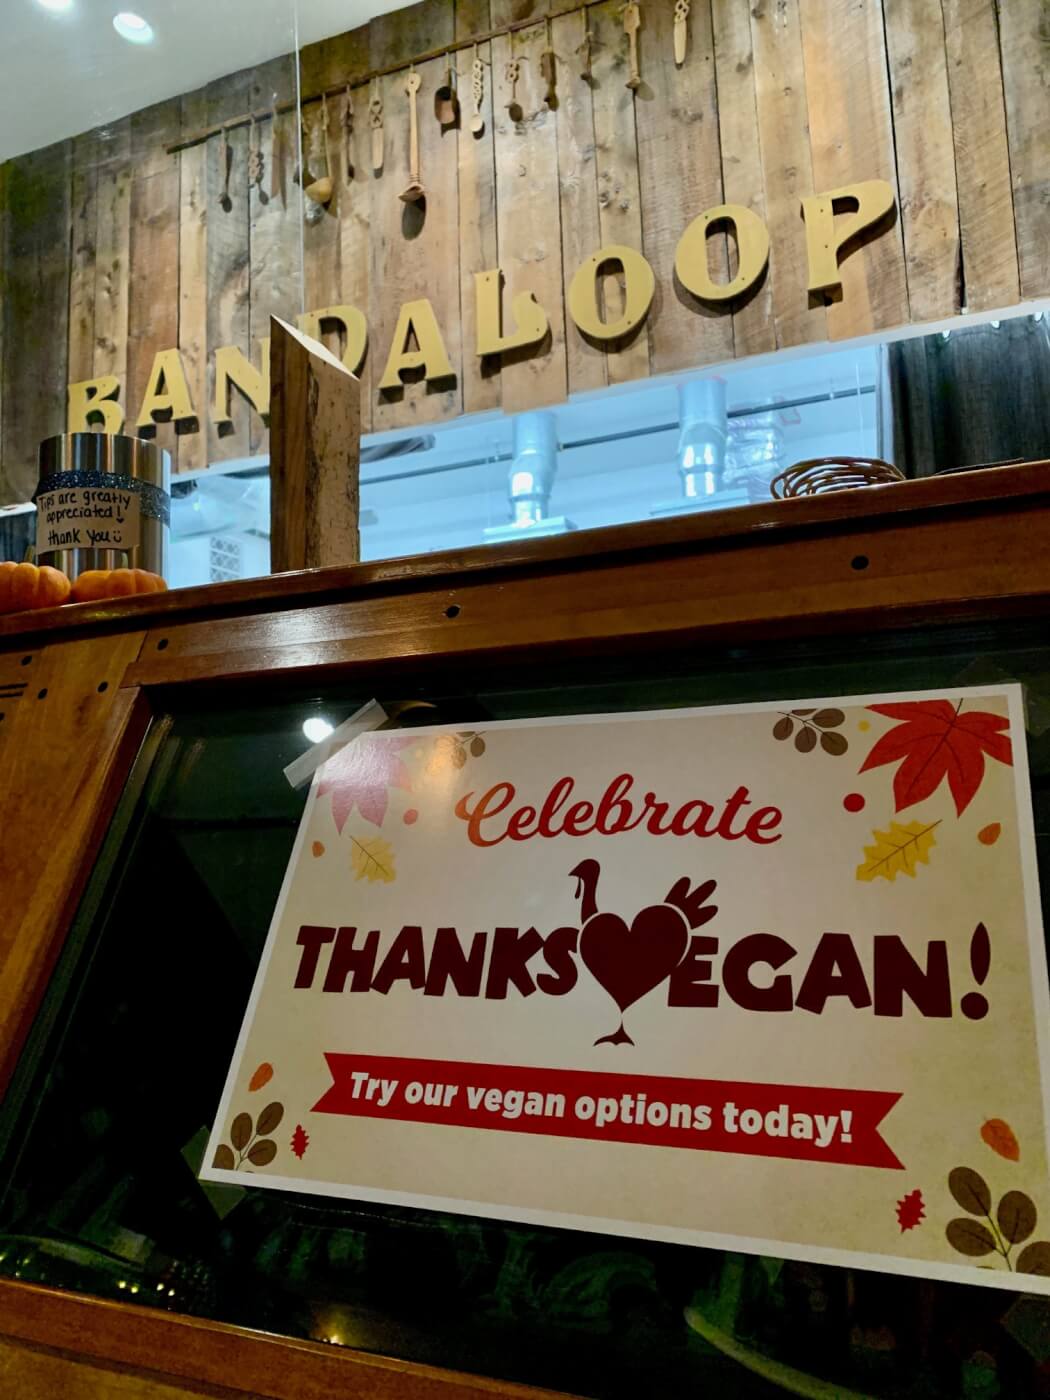 BANDALOOP
Tips are greatly
appreciated!
thank you
Celebrate
THANKSVEGAN!
Try our vegan options today!